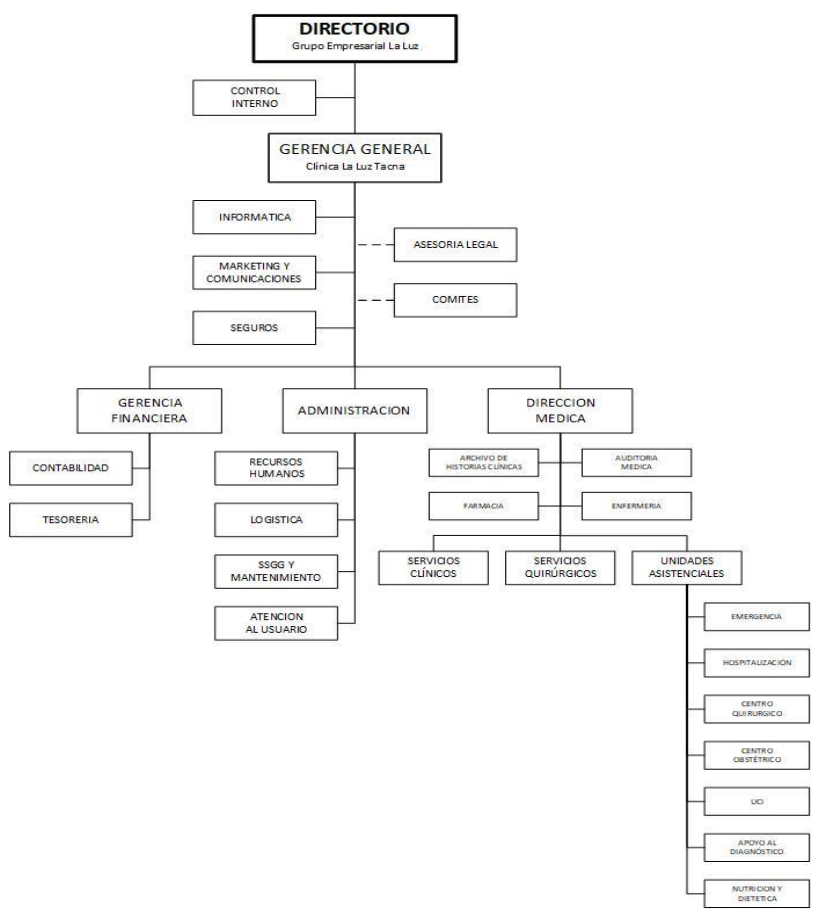 DIRECTORIO
Grupo Empresarial La Luz
CONTROL
INTERNO
GERENCIA GENERAL
Clínica La Luz Tacna
INFORMATICA
ASESORIA LEGAL
MARKETING Y
COMUNICACIONES
COMITES
SEGUROS
GERENCIA
FINANCIERA
ADMINISTRACION
DIRECCION
MEDICA
CONTABILIDAD
TESORERIA
RECURSOS
HUMANOS
LOGISTICA
SSGG Y
MANTENIMIENTO
ATENCION
AL USUARIO
ARCHIVO DE
HISTORIAS CLÍNICAS
AUDITORIA
MEDICA
FARMACIA
ENFERMERIA
SERVICIOS
CLÍNICOS
SERVICIOS
QUIRÚRGICOS
UNIDADES
ASISTENCIALES
EMERGENCIA
HOSPITALIZACIÓN
CENTRO
QUIRURGICO
CENTRO
OBSTÉTRICO
UCI
APOYO AL
DIAGNÓSTICO
NUTRICION Y
DIETETICA